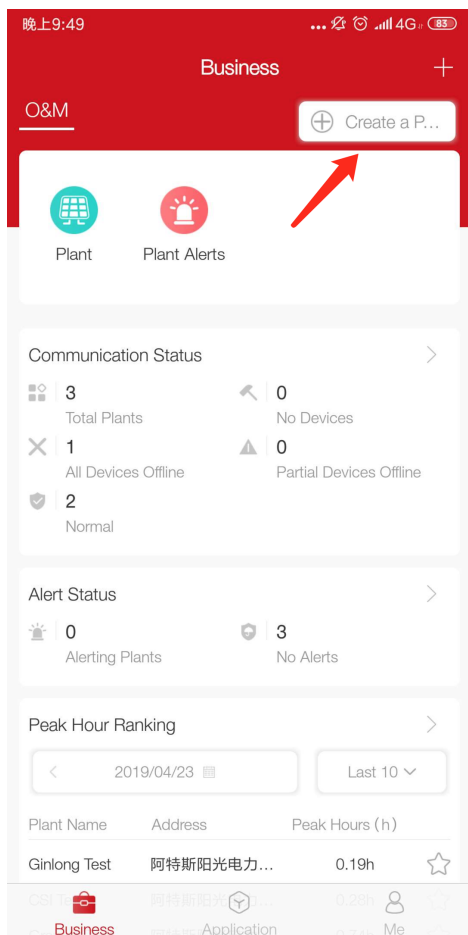 晚上9:49
4G
83
Business
O&M
Create a P...
Plant
Plant Alerts
Communication Status
3
0
Total Plants
No Devices
1
0
All Devices Offline
Partial Devices Offline
2
Normal
Alert Status
0
3
Alerting Plants
No Alerts
Peak Hour Ranking
2019/04/23
Last 10
Plant Name Address Peak Hours (h)
Ginlong Test 阿特斯阳光电力... 0.19h
0.28h
Business Application Me